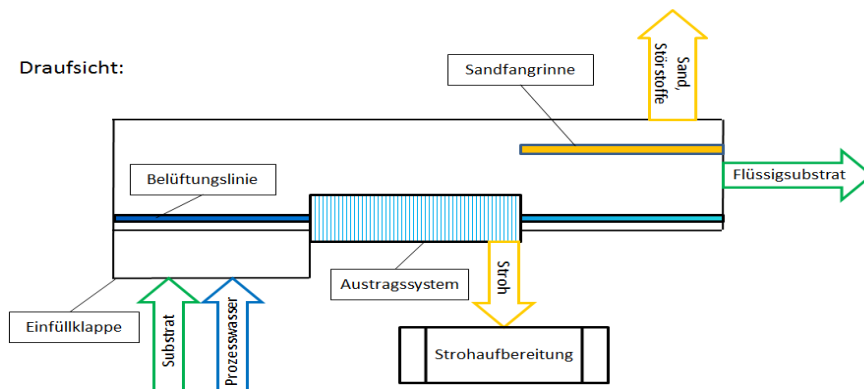 Draufsicht:
Sand,
Störstoffe
Sandfangrinne
Flüssigsubstrat
Belüftungslinie
Austragssystem
Stroh
Einfüllklappe
Substrat
Prozesswasser
Strohaufbereitung